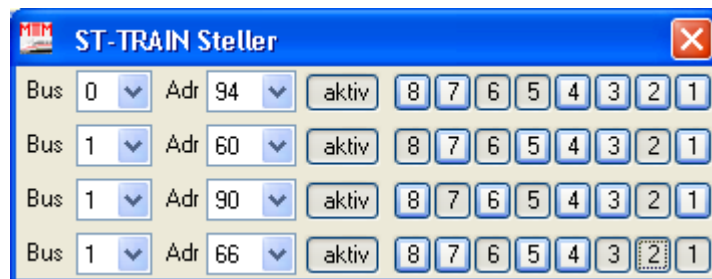 MTTM ST-TRAIN Steller
Bus 0 Adr 94 aktiv 8 7 6 5 4 3 2 1
Bus 1 Adr 60 aktiv 8 7 6 5 4 3 2 1
Bus 1 Adr 90 aktiv 8 7 6 5 4 3 2 1
Bus 1 Adr 66 aktiv 8 7 6 5 4 3 2 1